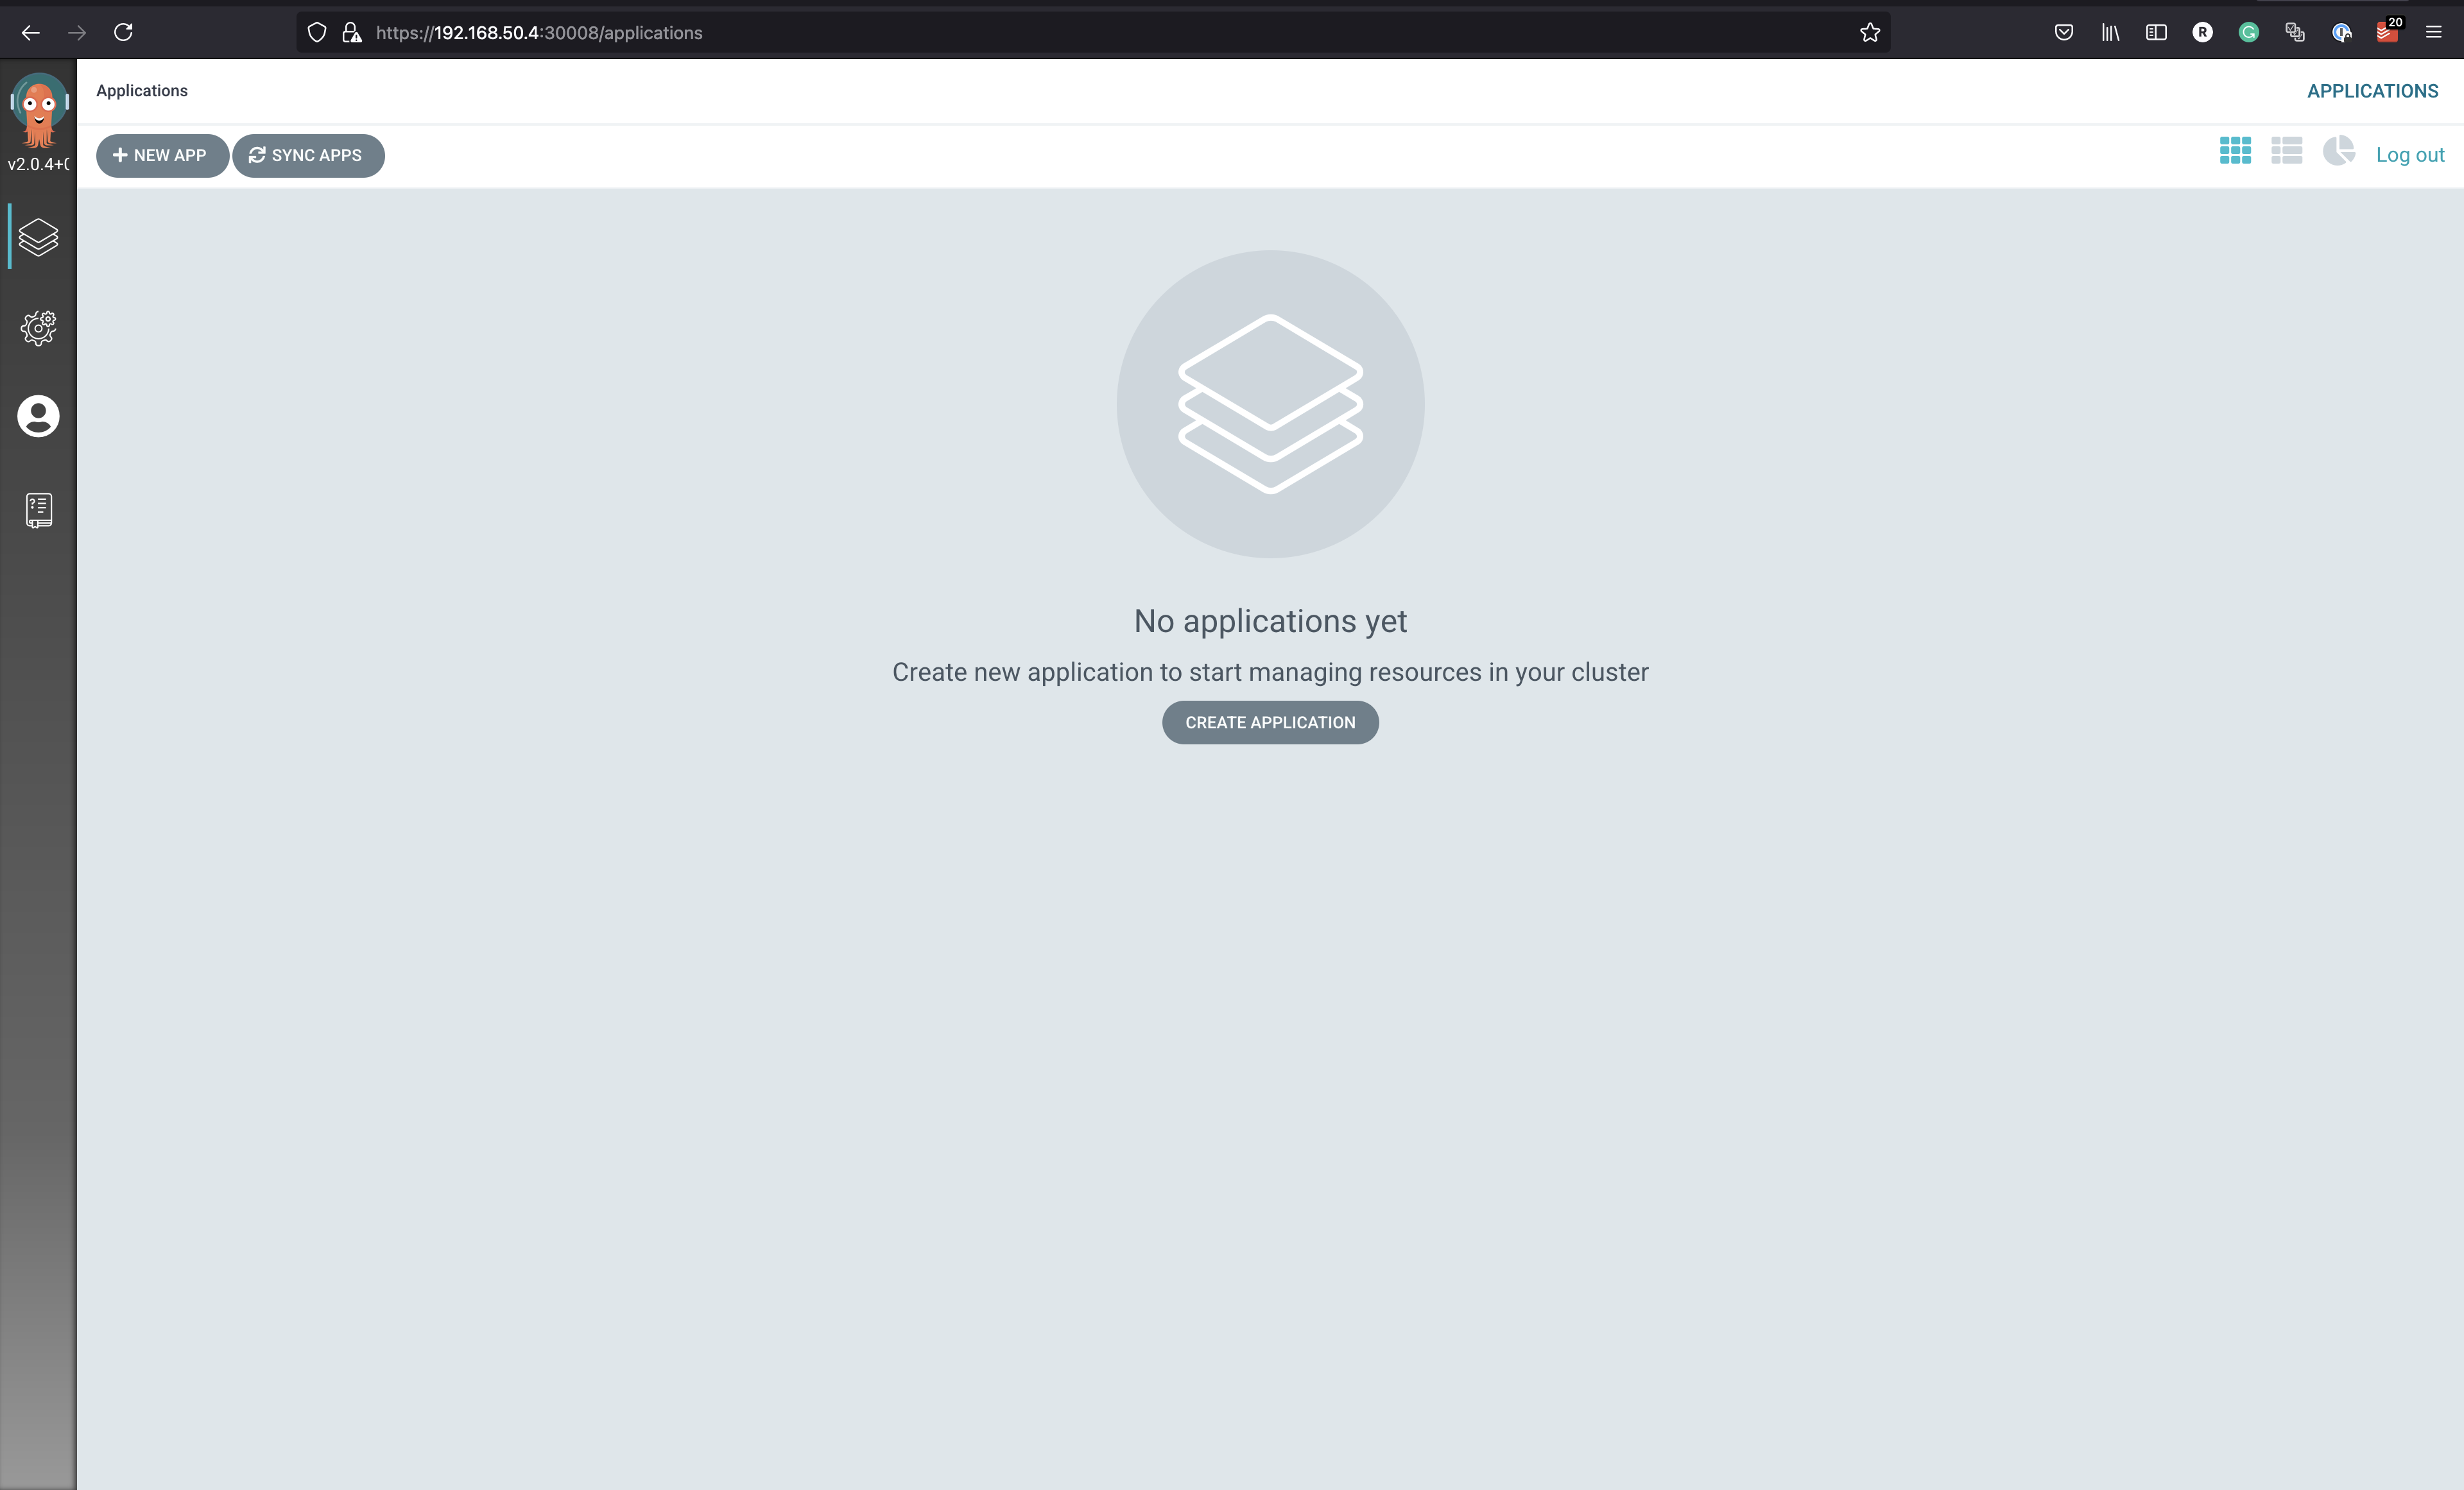 https://192.168.50.4:30008/applications
R
20
Applications
APPLICATIONS
v2.0.4+
NEW APP
SYNC APPS
Log out
No applications yet
Create new application to start managing resources in your cluster
CREATE APPLICATION